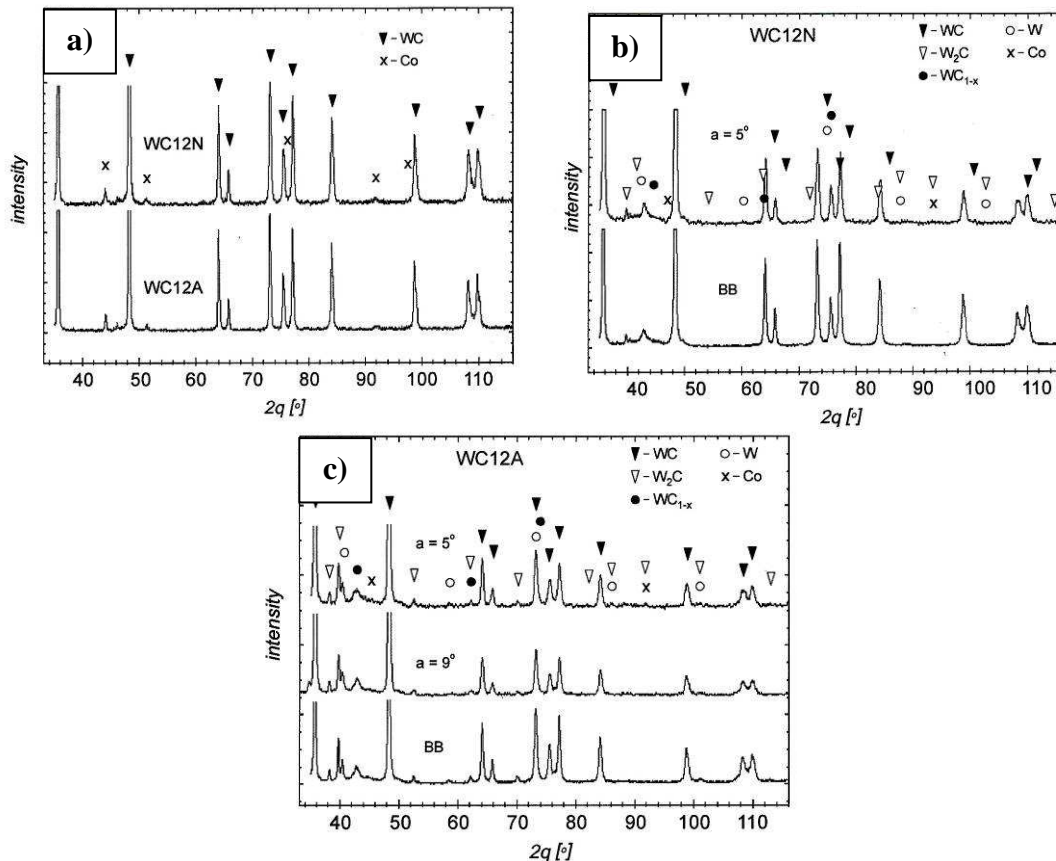 a)
▼ - WC
x - Co
WC12N
WC12A
intensity
40 50 60 70 80 90 100 110
2q [°]
b)
WC12N
▼ - WC ○ - W
▽ - W₂C x - Co
● - WC₁₋ₓ
a = 5°
BB
intensity
40 50 60 70 80 90 100 110
2q [°]
c)
WC12A
▼ - WC ○ - W
▽ - W₂C x - Co
● - WC₁₋ₓ
a = 5°
a = 9°
BB
intensity
40 50 60 70 80 90 100 110
2q [°]